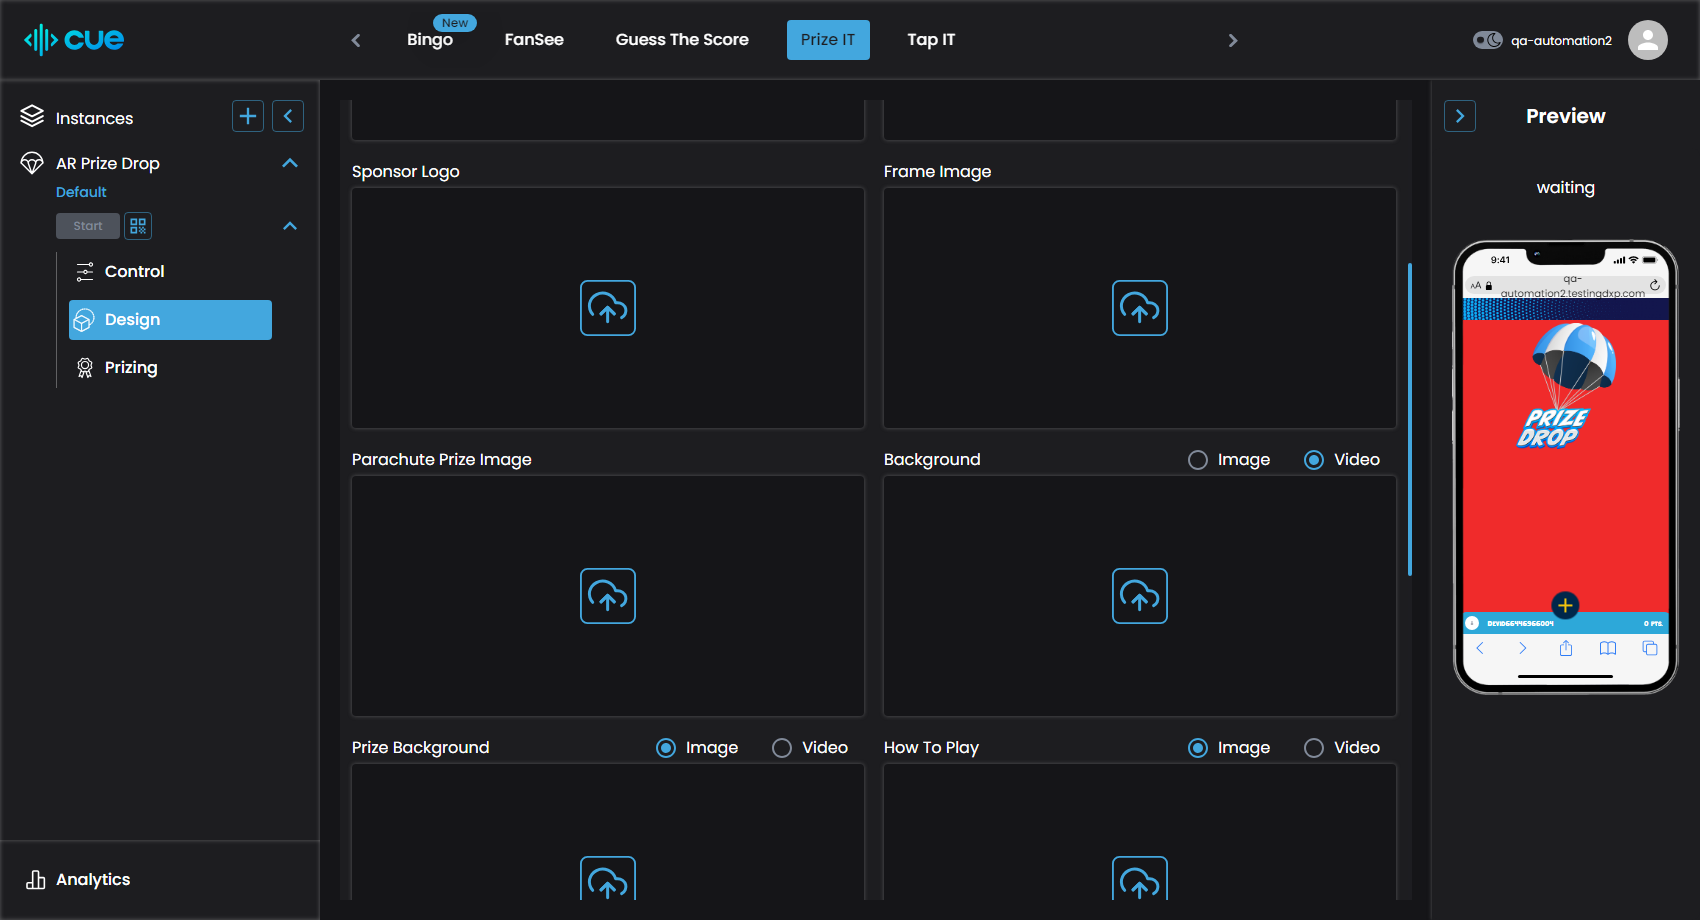 cue
New
Bingo
FanSee
Guess The Score
Prize IT
Tap IT
qa-automation2
Instances
AR Prize Drop
Default
Start
Control
Design
Prizing
Analytics
Sponsor Logo
Frame Image
Parachute Prize Image
Background
Image
Video
Prize Background
Image
Video
How To Play
Image
Video
Preview
waiting
9:41
AA
qa-
automation2.testingdxp.com
PRIZE
DROP
0 PTS.